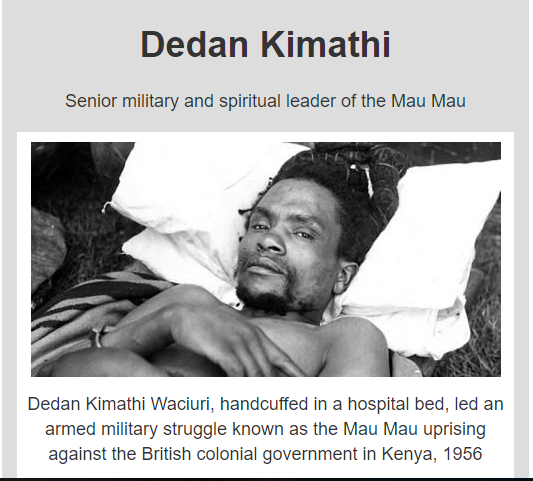 Dedan Kimathi
Senior military and spiritual leader of the Mau Mau
Dedan Kimathi Waciuri, handcuffed in a hospital bed, led an
armed military struggle known as the Mau Mau uprising
against the British colonial government in Kenya, 1956